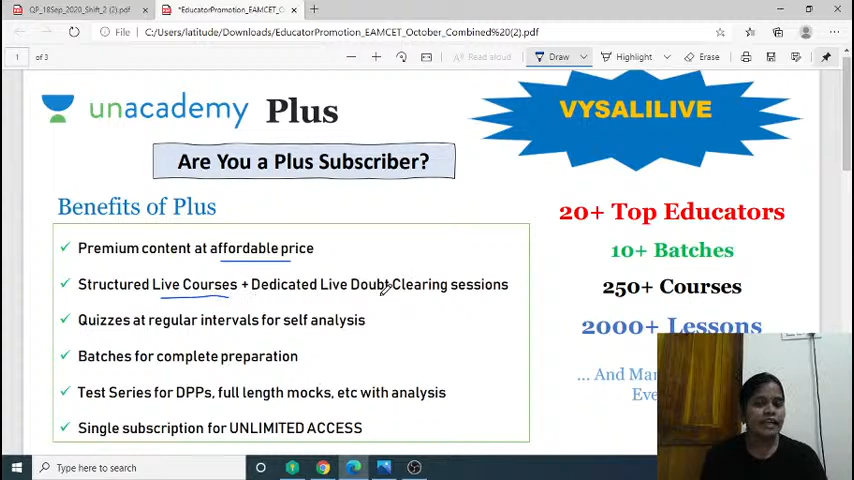 QP_18Sep_2020_Shift_2 (2).pdf
*EducatorPromotion_EAMCET_Oc
File
C:/Users/latitude/Downloads/EducatorPromotion_EAMCET_October_Combined%20(2).pdf
1 of 3
Read aloud
Draw
Highlight
Erase
unacademy Plus
VYSALILIVE
Are You a Plus Subscriber?
Benefits of Plus
Premium content at affordable price
Structured Live Courses + Dedicated Live Doubt Clearing sessions
Quizzes at regular intervals for self analysis
Batches for complete preparation
Test Series for DPPs, full length mocks, etc with analysis
Single subscription for UNLIMITED ACCESS
20+ Top Educators
10+ Batches
250+ Courses
2000+ Lessons
... And
Type here to search